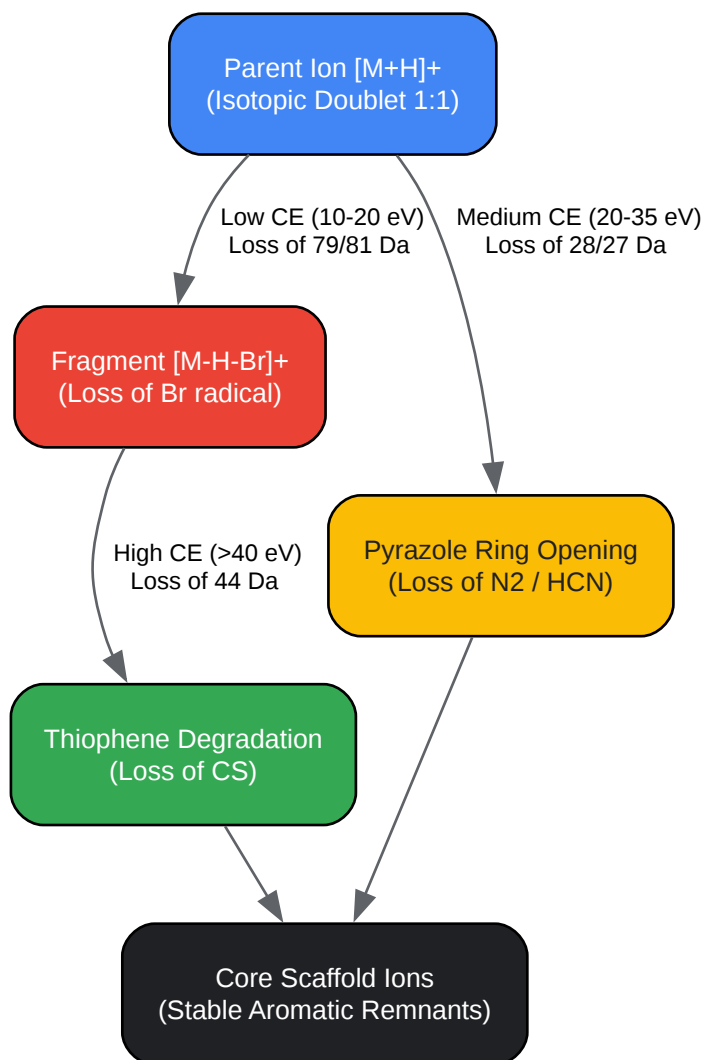 Parent Ion [M+H]+
(Isotopic Doublet 1:1)
Low CE (10-20 eV)
Loss of 79/81 Da
Medium CE (20-35 eV)
Loss of 28/27 Da
Fragment [M-H-Br]+
(Loss of Br radical)
High CE (>40 eV)
Loss of 44 Da
Pyrazole Ring Opening
(Loss of N2 / HCN)
Thiophene Degradation
(Loss of CS)
Core Scaffold Ions
(Stable Aromatic Remnants)